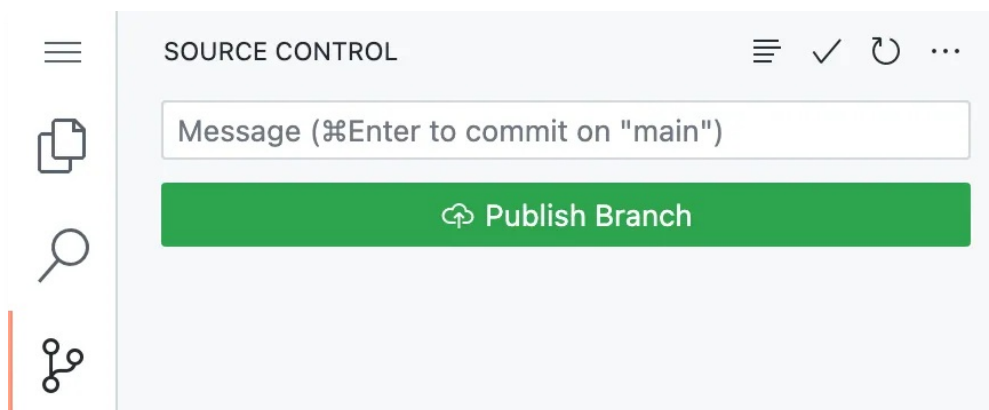 SOURCE CONTROL
Message (⌘Enter to commit on "main")
Publish Branch